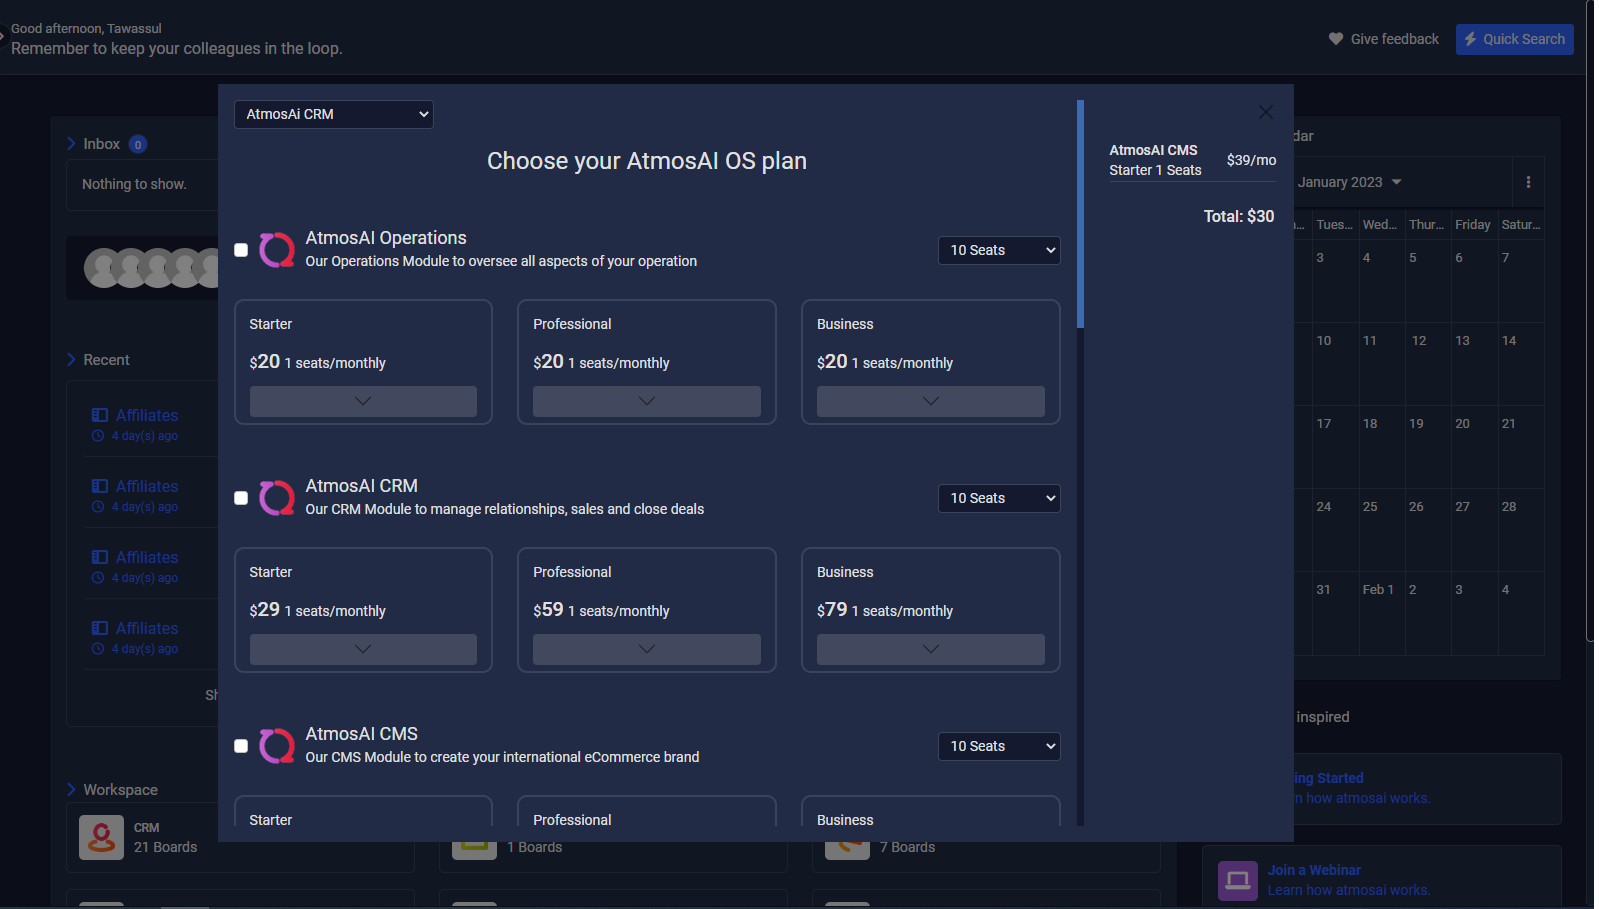 Good afternoon, Tawassul
Remember to keep your colleagues in the loop.
Give feedback
Quick Search
Inbox 0
Nothing to show.
Recent
Affiliates
4 day(s) ago
Affiliates
4 day(s) ago
Affiliates
4 day(s) ago
Affiliates
4 day(s) ago
Workspace
CRM
21 Boards
1 Boards
7 Boards
AtmosAi CRM
Choose your AtmosAI OS plan
AtmosAI Operations
Our Operations Module to oversee all aspects of your operation
10 Seats
Starter
$20 1 seats/monthly
Professional
$20 1 seats/monthly
Business
$20 1 seats/monthly
AtmosAI CRM
Our CRM Module to manage relationships, sales and close deals
10 Seats
Starter
$29 1 seats/monthly
Professional
$59 1 seats/monthly
Business
$79 1 seats/monthly
AtmosAI CMS
Our CMS Module to create your international eCommerce brand
10 Seats
Starter
Professional
Business
AtmosAI CMS
Starter 1 Seats
$39/mo
Total: $30
dar
January 2023
Tues... Wed... Thur... Friday Satur...
3 4 5 6 7
10 11 12 13 14
17 18 19 20 21
24 25 26 27 28
31 Feb 1 2 3 4
inspired
ing Started
n how atmosai works.
Join a Webinar
Learn how atmosai works.